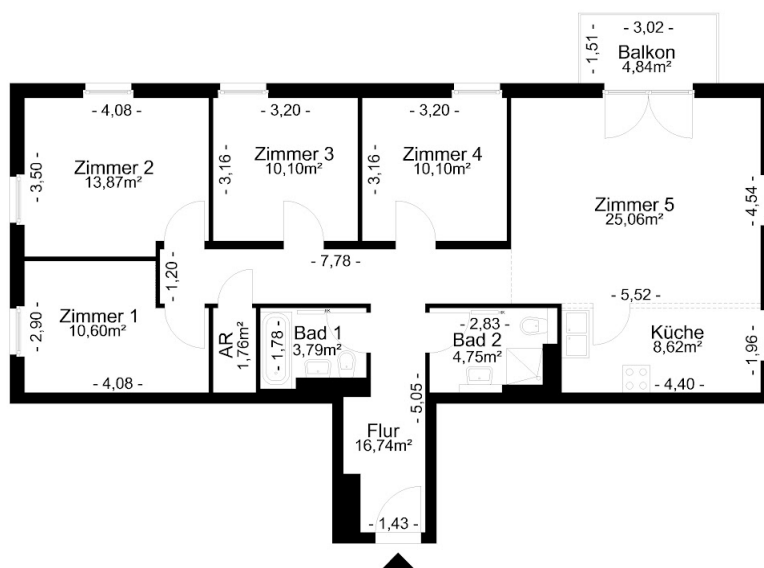 - 3,02 -
- 1,51 -
Balkon
4,84m²
- 4,08 -
- 3,50 -
Zimmer 2
13,87m²
- 3,20 -
- 3,16 -
Zimmer 3
10,10m²
- 3,20 -
- 3,16 -
Zimmer 4
10,10m²
Zimmer 5
25,06m²
- 4,54 -
- 5,52 -
- 7,78 -
- 1,20 -
- 2,90 -
Zimmer 1
10,60m²
- 4,08 -
AR
1,76m²
- 1,78 -
Bad 1
3,79m²
- 2,83 -
Bad 2
4,75m²
Küche
8,62m²
- 1,96 -
- 4,40 -
- 5,05 -
Flur
16,74m²
- 1,43 -